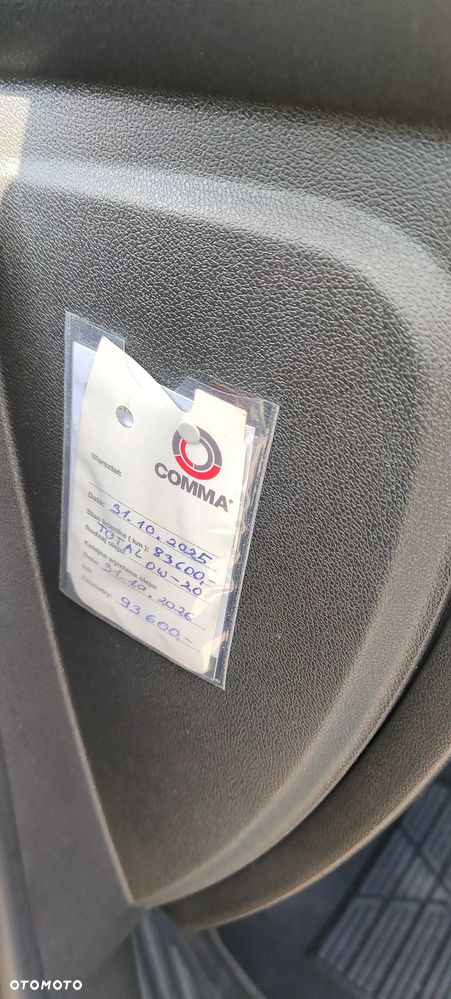 COMMA®
Warsztat:
Data: 31.10.2025
Stan licznika (km): 83600,-
Rodzaj oleju: TOTAL 0W-20
Kolejna wymiana oleju:
Data: 31.10.2026
lub
Kilometry: 93600,-
OTOMOTO